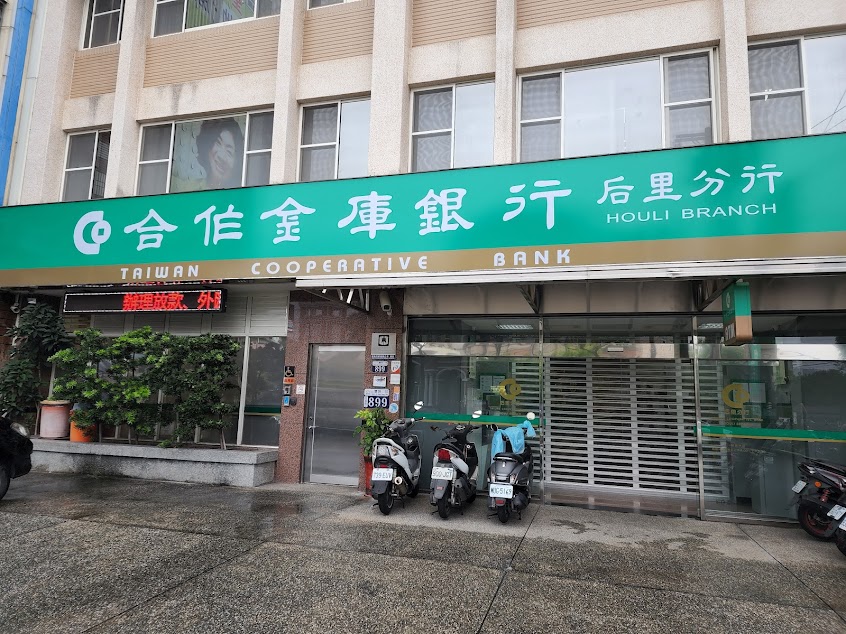 合作金庫銀行 后里分行
HOULI BRANCH
TAIWAN COOPERATIVE BANK
辦理放款、外
899
899